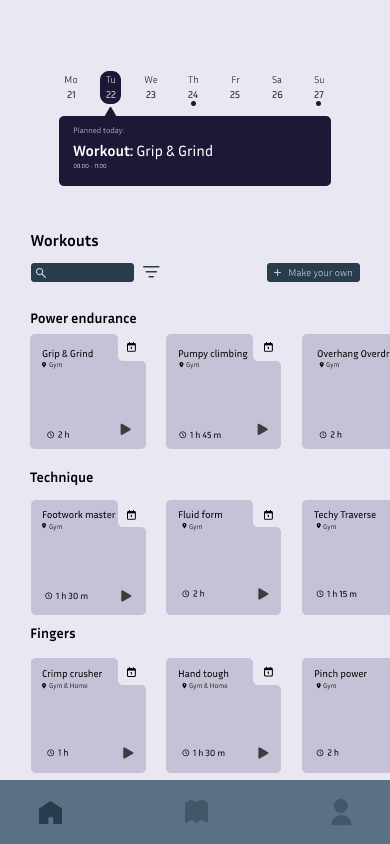 Mo Tu We Th Fr Sa Su
21 22 23 24 25 26 27
Planned today:
Workout: Grip & Grind
09:00 - 11:00
Workouts
+ Make your own
Power endurance
Grip & Grind
Gym
2 h
Pumpy climbing
Gym
1 h 45 m
Overhang Overdr
Gym
2 h
Technique
Footwork master
Gym
1 h 30 m
Fluid form
Gym
2 h
Techy Traverse
Gym
1 h 15 m
Fingers
Crimp crusher
Gym & Home
1 h
Hand tough
Gym & Home
1 h 30 m
Pinch power
Gym
2 h